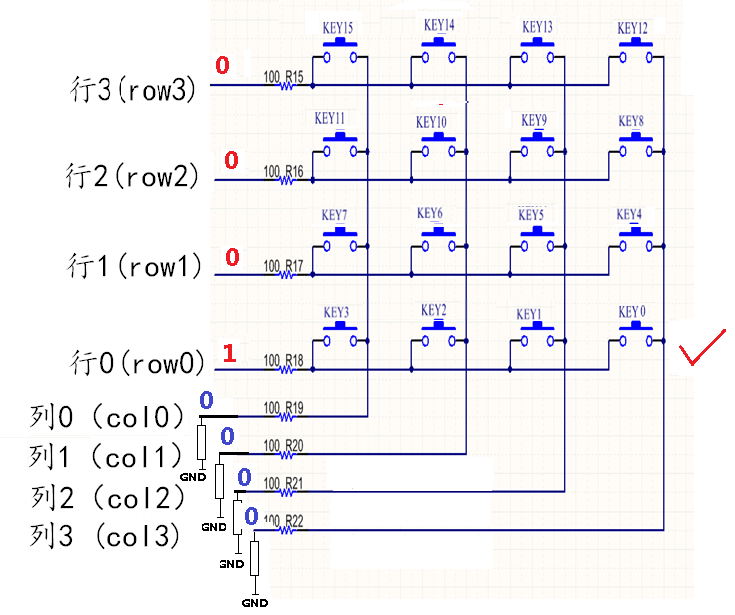 KEY15 KEY14 KEY13 KEY12
行3(row3) 0 100 R15
KEY11 KEY10 KEY9 KEY8
行2(row2) 0 100 R16
KEY7 KEY6 KEY5 KEY4
行1(row1) 0 100 R17
KEY3 KEY2 KEY1 KEY0
行0(row0) 1 100 R18
列0 (col0) 0 100 R19
列1 (col1) 0 100 R20
GND
列2 (col2) 0 100 R21
列3 (col3) 0 100 R22
GND
GND
GND